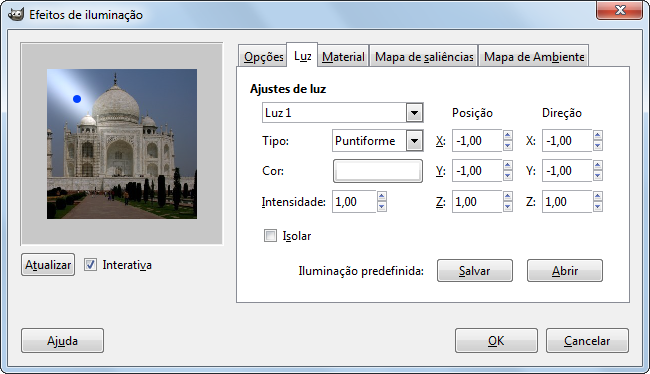 Efeitos de iluminação
Opções Luz Material Mapa de saliências Mapa de Ambiente
Ajustes de luz
Luz 1 Posição Direção
Tipo: Puntiforme X: -1,00 X: -1,00
Cor: Y: -1,00 Y: -1,00
Intensidade: 1,00 Z: 1,00 Z: 1,00
Isolar
Atualizar Interativa
Iluminação predefinida: Salvar Abrir
Ajuda OK Cancelar